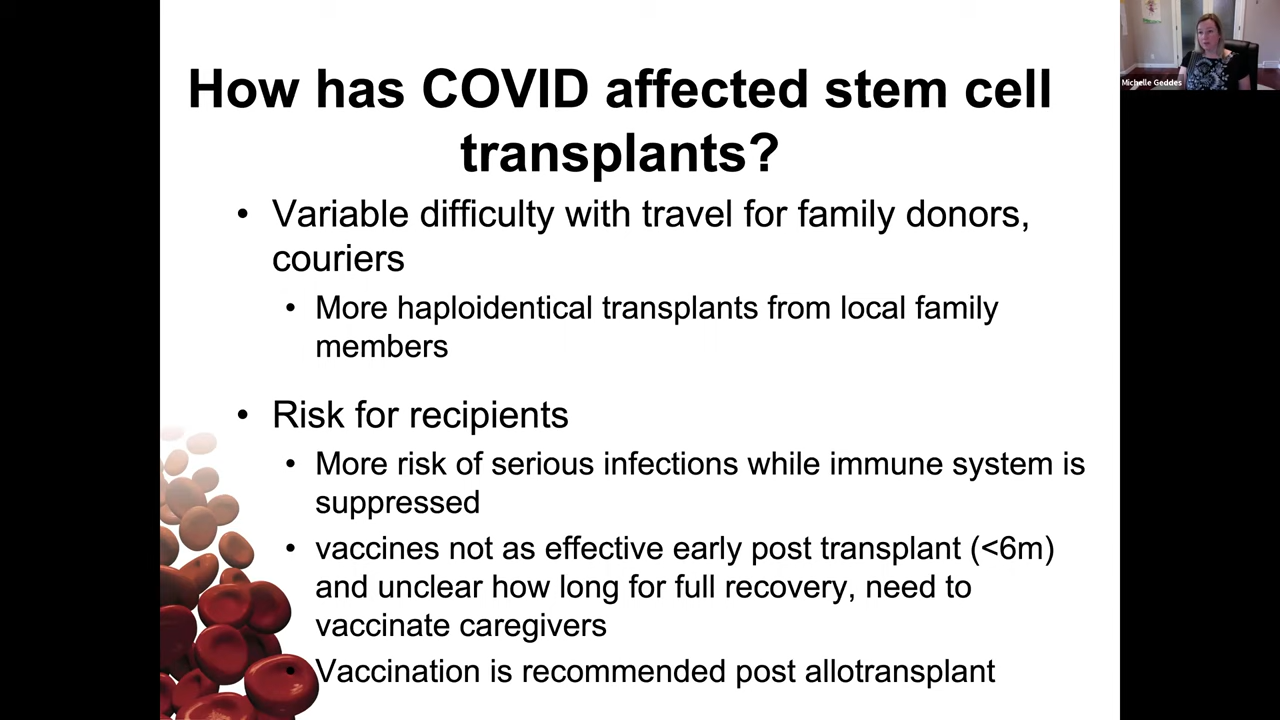 How has COVID affected stem cell
transplants?
• Variable difficulty with travel for family donors,
couriers
• More haploidentical transplants from local family
members
• Risk for recipients
• More risk of serious infections while immune system is
suppressed
• vaccines not as effective early post transplant (<6m)
and unclear how long for full recovery, need to
vaccinate caregivers
• Vaccination is recommended post allotransplant
Michelle Geddes